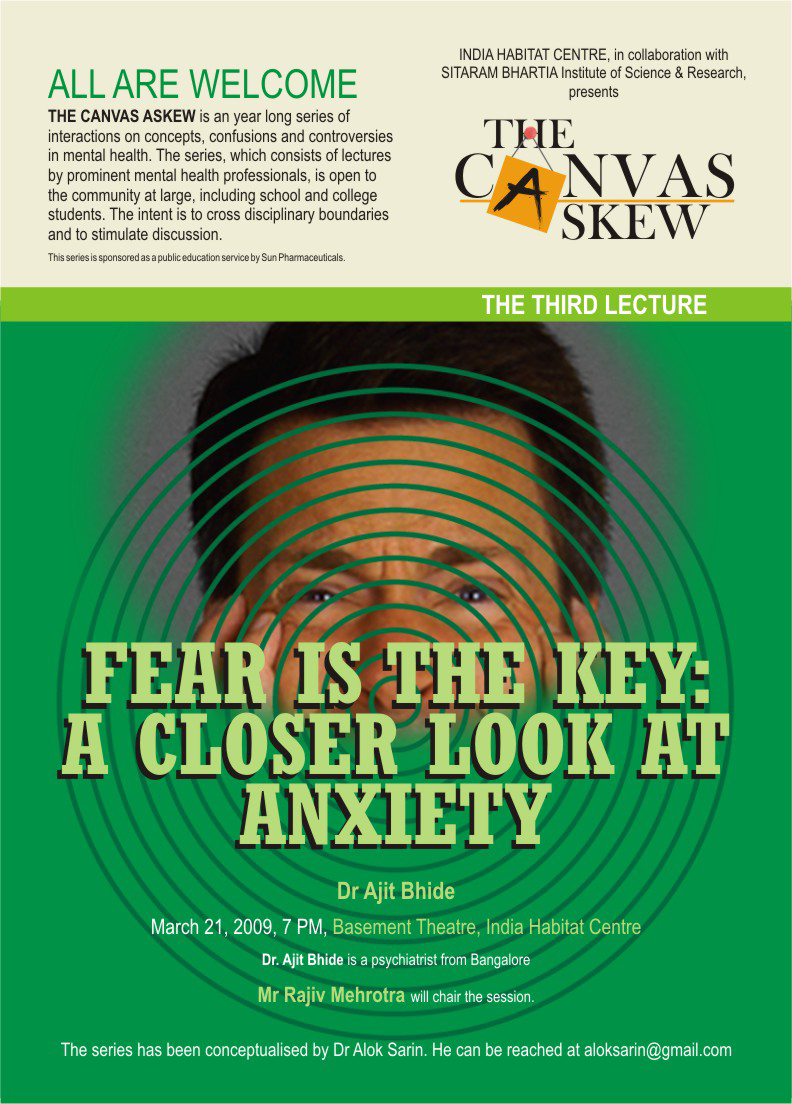 ALL ARE WELCOME
THE CANVAS ASKEW is an year long series of
interactions on concepts, confusions and controversies
in mental health. The series, which consists of lectures
by prominent mental health professionals, is open to
the community at large, including school and college
students. The intent is to cross disciplinary boundaries
and to stimulate discussion.
This series is sponsored as a public education service by Sun Pharmaceuticals.
INDIA HABITAT CENTRE, in collaboration with
SITARAM BHARTIA Institute of Science & Research,
presents
THE
CANVAS
ASKEW
THE THIRD LECTURE
FEAR IS THE KEY:
A CLOSER LOOK AT
ANXIETY
Dr Ajit Bhide
March 21, 2009, 7 PM, Basement Theatre, India Habitat Centre
Dr. Ajit Bhide is a psychiatrist from Bangalore
Mr Rajiv Mehrotra will chair the session.
The series has been conceptualised by Dr Alok Sarin. He can be reached at aloksarin@gmail.com